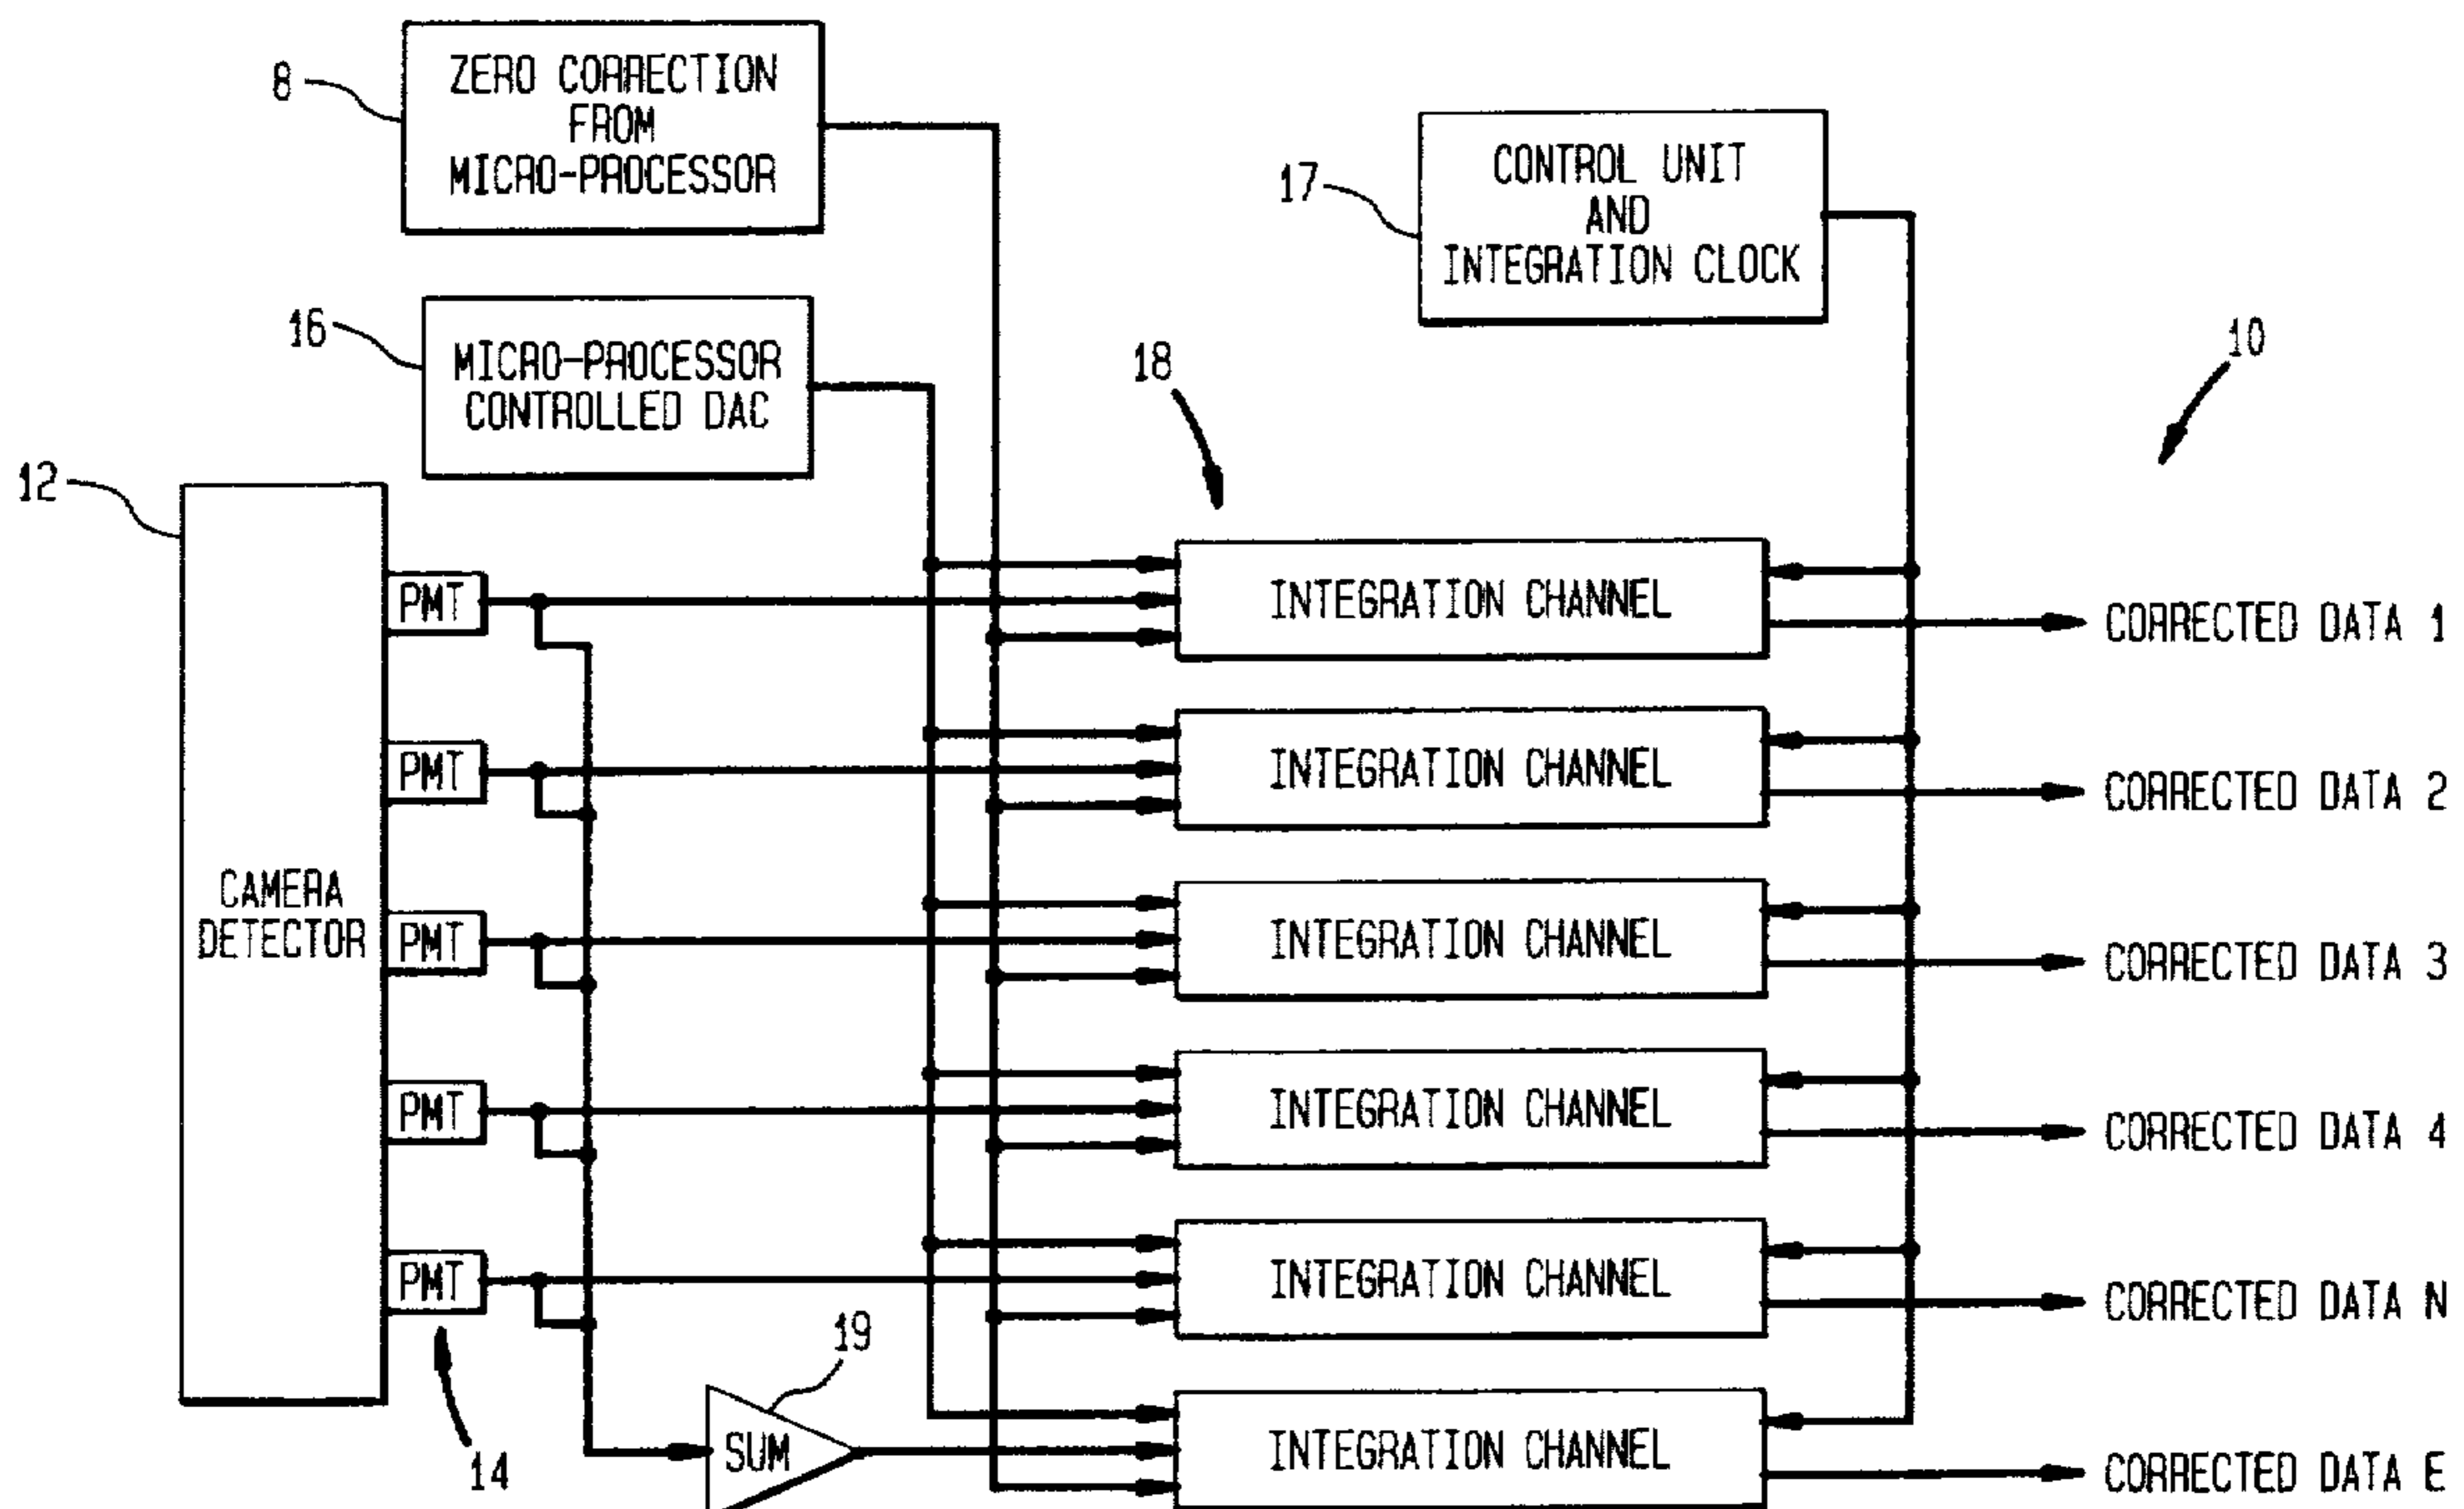 8
ZERO CORRECTION
FROM
MICRO-PROCESSOR
17
CONTROL UNIT
AND
INTEGRATION CLOCK
16
MICRO-PROCESSOR
CONTROLLED DAC
18
10
12
CAMERA
DETECTOR
PMT
INTEGRATION CHANNEL
CORRECTED DATA 1
PMT
INTEGRATION CHANNEL
CORRECTED DATA 2
PMT
INTEGRATION CHANNEL
CORRECTED DATA 3
PMT
INTEGRATION CHANNEL
CORRECTED DATA 4
PMT
INTEGRATION CHANNEL
CORRECTED DATA N
14
19
SUM
INTEGRATION CHANNEL
CORRECTED DATA E